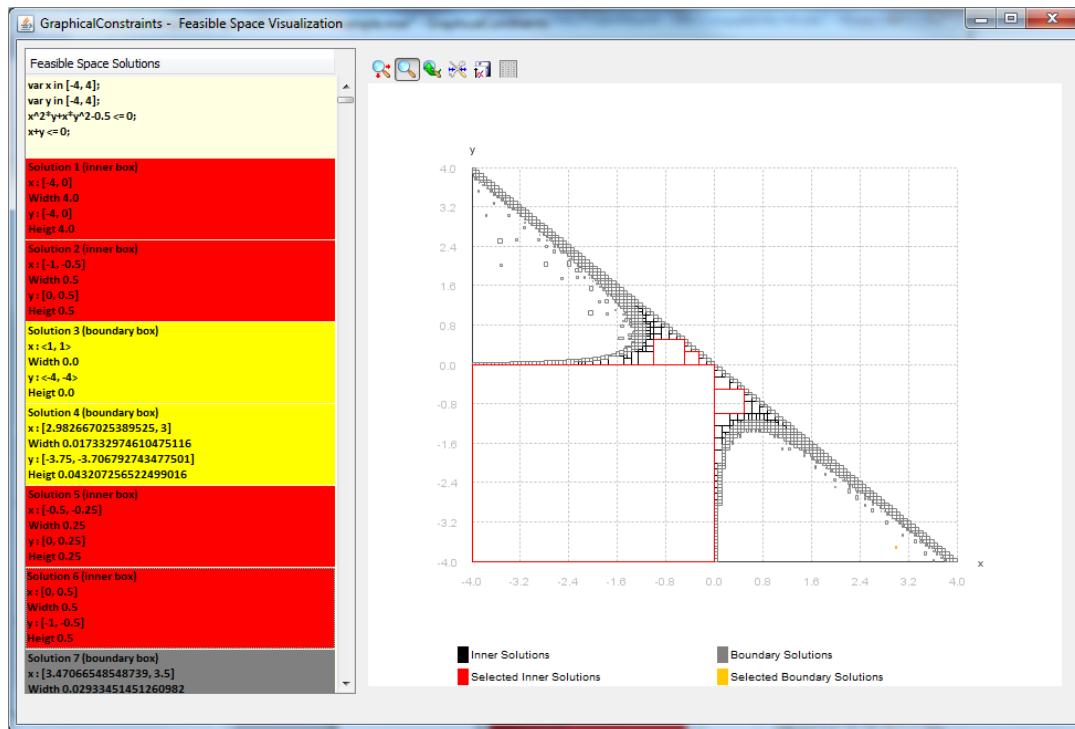 GraphicalConstraints - Feasible Space Visualization
Feasible Space Solutions
var x in [-4, 4];
var y in [-4, 4];
x^2*y+x*y^2-0.5 <= 0;
x+y <= 0;
Solution 1 (inner box)
x : [-4, 0]
Width 4.0
y : [-4, 0]
Heigt 4.0
Solution 2 (inner box)
x : [-1, -0.5]
Width 0.5
y : [0, 0.5]
Heigt 0.5
Solution 3 (boundary box)
x : <1, 1>
Width 0.0
y : <-4, -4>
Heigt 0.0
Solution 4 (boundary box)
x : [2.982667025389525, 3]
Width 0.017332974610475116
y : [-3.75, -3.706792743477501]
Heigt 0.043207256522499016
Solution 5 (inner box)
x : [-0.5, -0.25]
Width 0.25
y : [0, 0.25]
Heigt 0.25
Solution 6 (inner box)
x : [0, 0.5]
Width 0.5
y : [-1, -0.5]
Heigt 0.5
Solution 7 (boundary box)
x : [3.47066548548739, 3.5]
Width 0.02933451451260982
y
4.0
3.2
2.4
1.6
0.8
0.0
-0.8
-1.6
-2.4
-3.2
-4.0
-4.0 -3.2 -2.4 -1.6 -0.8 0.0 0.8 1.6 2.4 3.2 4.0
x
Inner Solutions
Boundary Solutions
Selected Inner Solutions
Selected Boundary Solutions